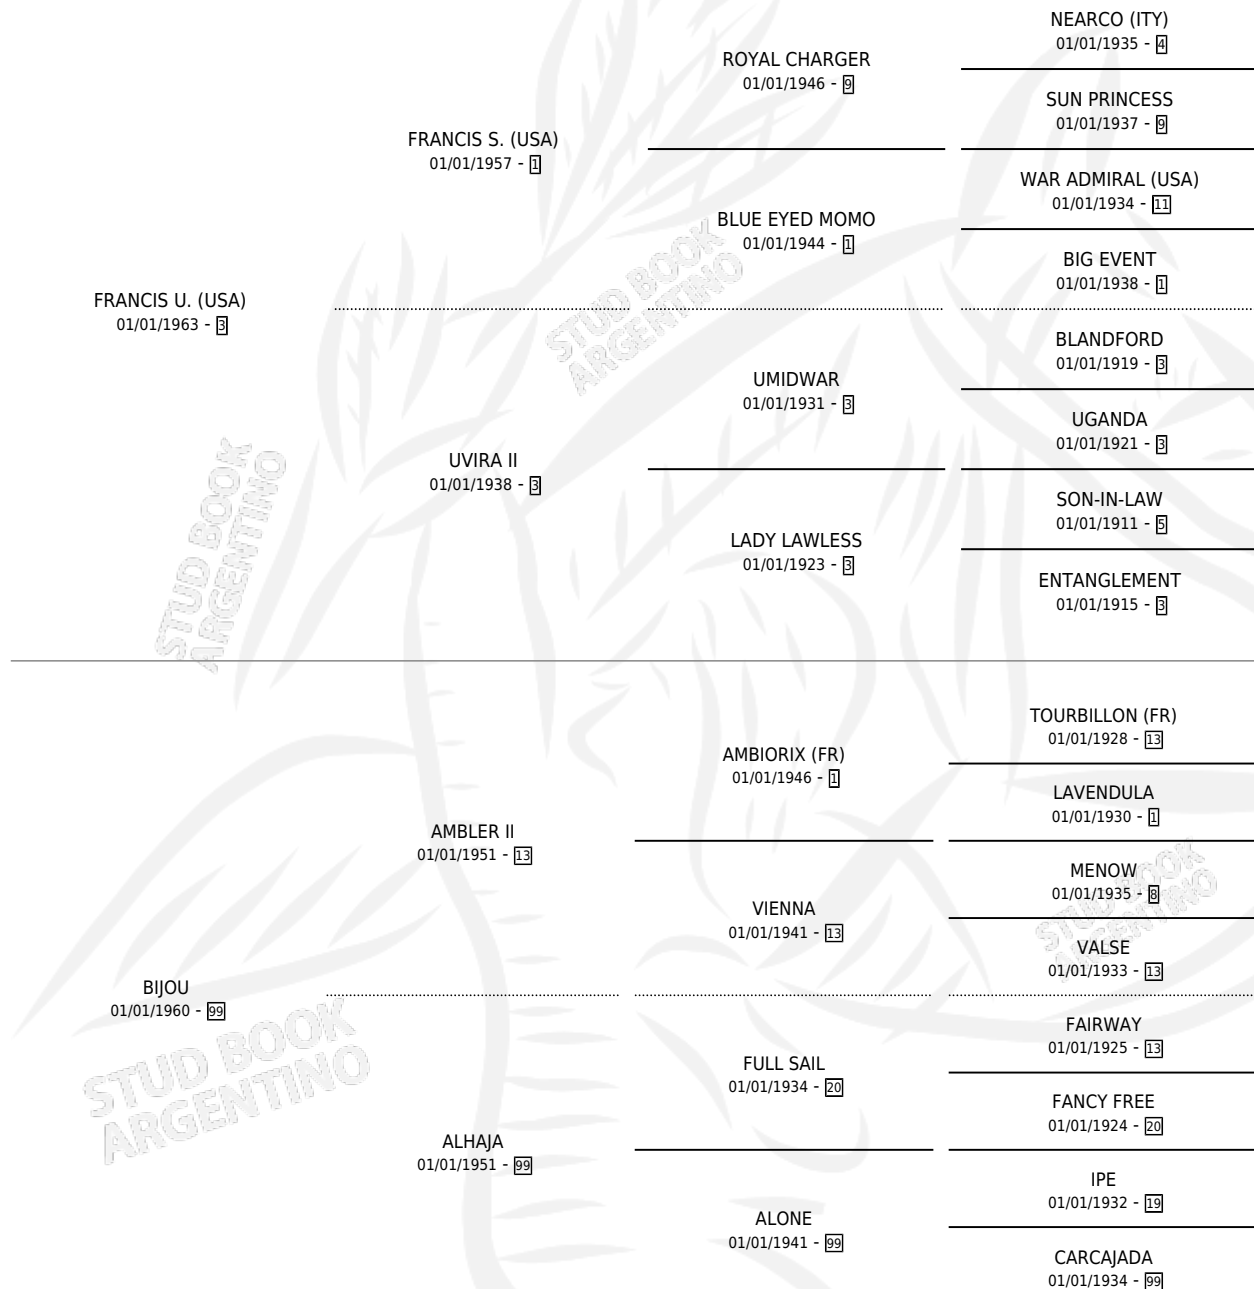 NEARCO (ITY)
01/01/1935 - 4
ROYAL CHARGER
01/01/1946 - 9
SUN PRINCESS
01/01/1937 - 9
FRANCIS S. (USA)
01/01/1957 - 1
WAR ADMIRAL (USA)
01/01/1934 - 11
BLUE EYED MOMO
01/01/1944 - 1
BIG EVENT
01/01/1938 - 1
FRANCIS U. (USA)
01/01/1963 - 3
BLANDFORD
01/01/1919 - 3
UMIDWAR
01/01/1931 - 3
UGANDA
01/01/1921 - 3
UVIRA II
01/01/1938 - 3
SON-IN-LAW
01/01/1911 - 5
LADY LAWLESS
01/01/1923 - 3
ENTANGLEMENT
01/01/1915 - 3
TOURBILLON (FR)
01/01/1928 - 13
AMBIORIX (FR)
01/01/1946 - 1
LAVENDULA
01/01/1930 - 1
AMBLER II
01/01/1951 - 13
MENOW
01/01/1935 - 8
VIENNA
01/01/1941 - 13
VALSE
01/01/1933 - 13
BIJOU
01/01/1960 - 99
FAIRWAY
01/01/1925 - 13
FULL SAIL
01/01/1934 - 20
FANCY FREE
01/01/1924 - 20
ALHAJA
01/01/1951 - 99
IPE
01/01/1932 - 19
ALONE
01/01/1941 - 99
CARCAJADA
01/01/1934 - 99
STUD BOOK
ARGENTINO
STUD BOOK
ARGENTINO
STUD BOOK
ARGENTINO
STUD BOOK
ARGENTINO